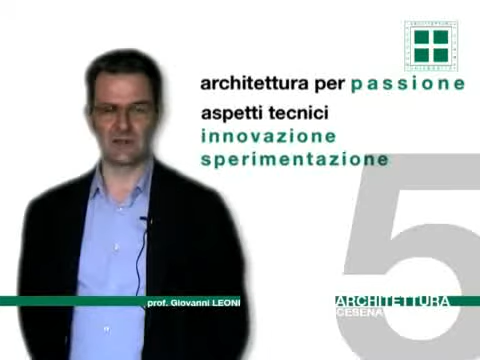 architettura per passione
aspetti tecnici
innovazione
sperimentazione
5
prof. Giovanni LEONI
ARCHITETTURA
CESENA